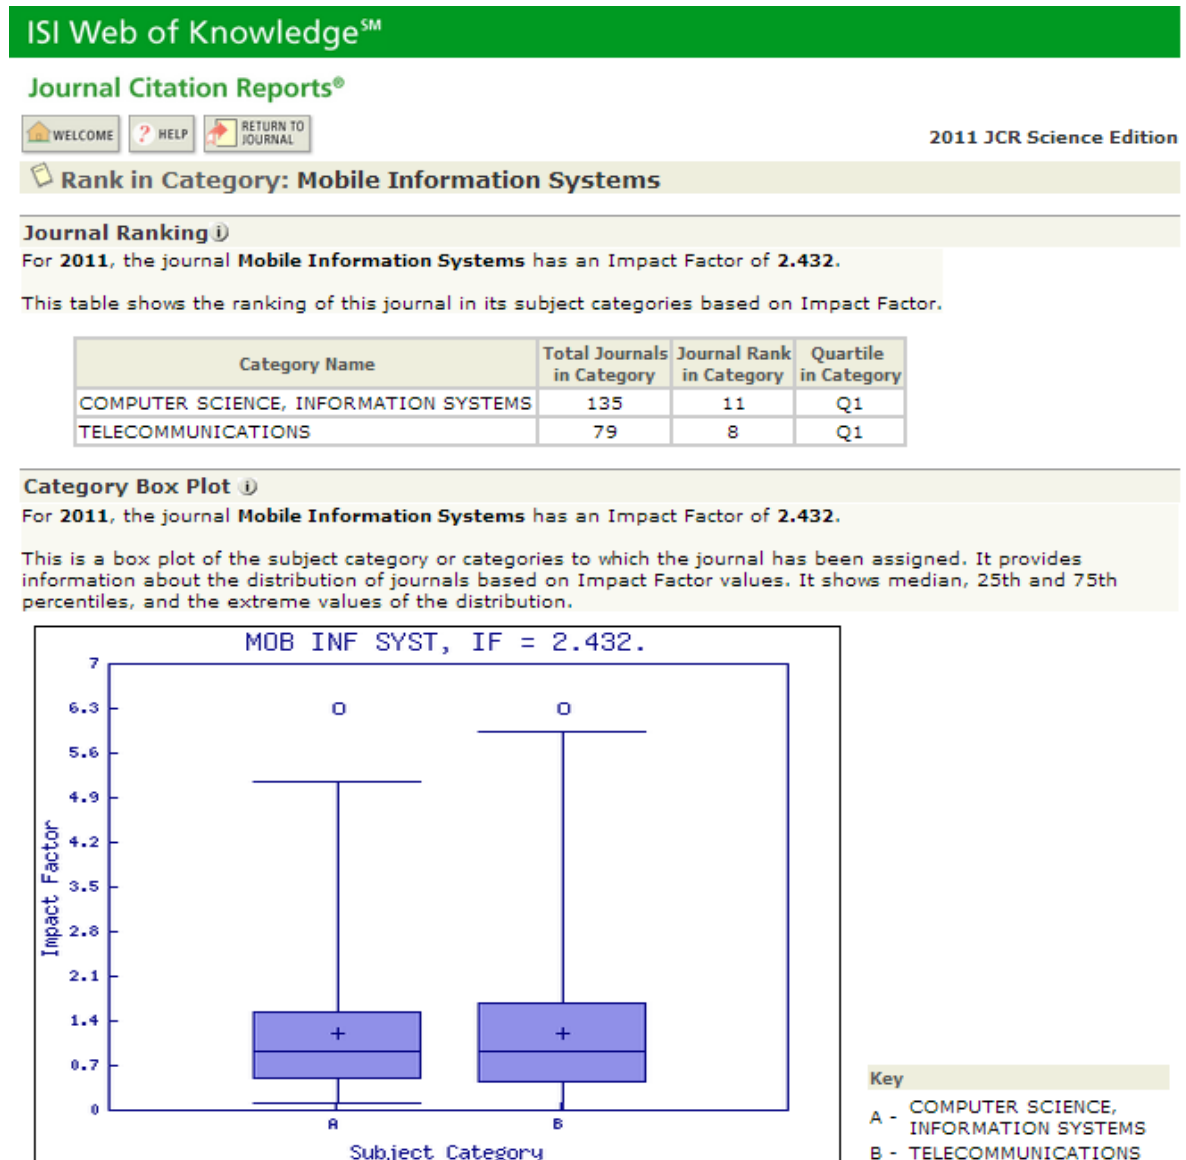 ISI Web of Knowledge℠
Journal Citation Reports®
WELCOME ? HELP RETURN TO JOURNAL
2011 JCR Science Edition
Rank in Category: Mobile Information Systems
Journal Ranking i
For 2011, the journal Mobile Information Systems has an Impact Factor of 2.432.
This table shows the ranking of this journal in its subject categories based on Impact Factor.
Category Name Total Journals in Category Journal Rank in Category Quartile in Category
COMPUTER SCIENCE, INFORMATION SYSTEMS 135 11 Q1
TELECOMMUNICATIONS 79 8 Q1
Category Box Plot i
For 2011, the journal Mobile Information Systems has an Impact Factor of 2.432.
This is a box plot of the subject category or categories to which the journal has been assigned. It provides
information about the distribution of journals based on Impact Factor values. It shows median, 25th and 75th
percentiles, and the extreme values of the distribution.
MOB INF SYST, IF = 2.432.
7
6.3
5.6
4.9
4.2
3.5
2.8
2.1
1.4
0.7
0
Impact Factor
A B
Subject Category
Key
A - COMPUTER SCIENCE,
INFORMATION SYSTEMS
B - TELECOMMUNICATIONS